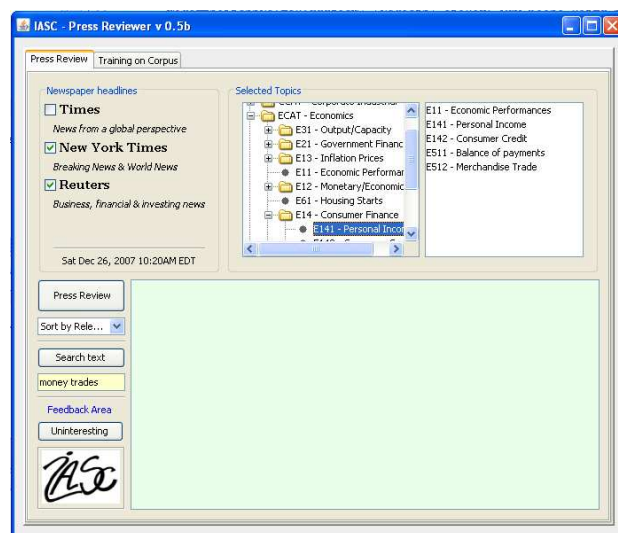 IASC - Press Reviewer v 0.5b
Press Review
Training on Corpus
Newspaper headlines
Times
News from a global perspective
New York Times
Breaking News & World News
Reuters
Business, financial & investing news
Sat Dec 26, 2007 10:20AM EDT
Selected Topics
ECAT - Economics
E31 - Output/Capacity
E21 - Government Financ
E13 - Inflation Prices
E11 - Economic Performar
E12 - Monetary/Economic
E61 - Housing Starts
E14 - Consumer Finance
E141 - Personal Incor
E11 - Economic Performances
E141 - Personal Income
E142 - Consumer Credit
E511 - Balance of payments
E512 - Merchandise Trade
Press Review
Sort by Rele...
Search text
money trades
Feedback Area
Uninteresting
IASC